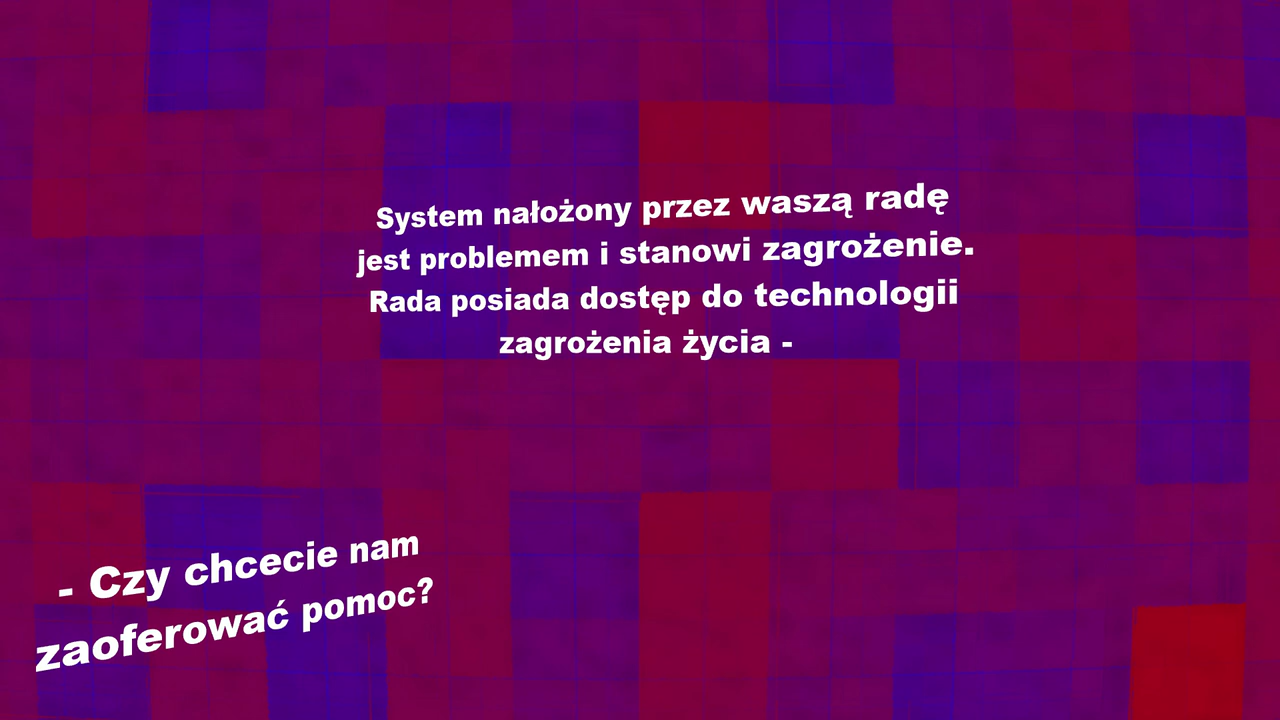 System nałożony przez waszą radę
jest problemem i stanowi zagrożenie.
Rada posiada dostęp do technologii
zagrożenia życia -
- Czy chcecie nam
zaoferować pomoc?